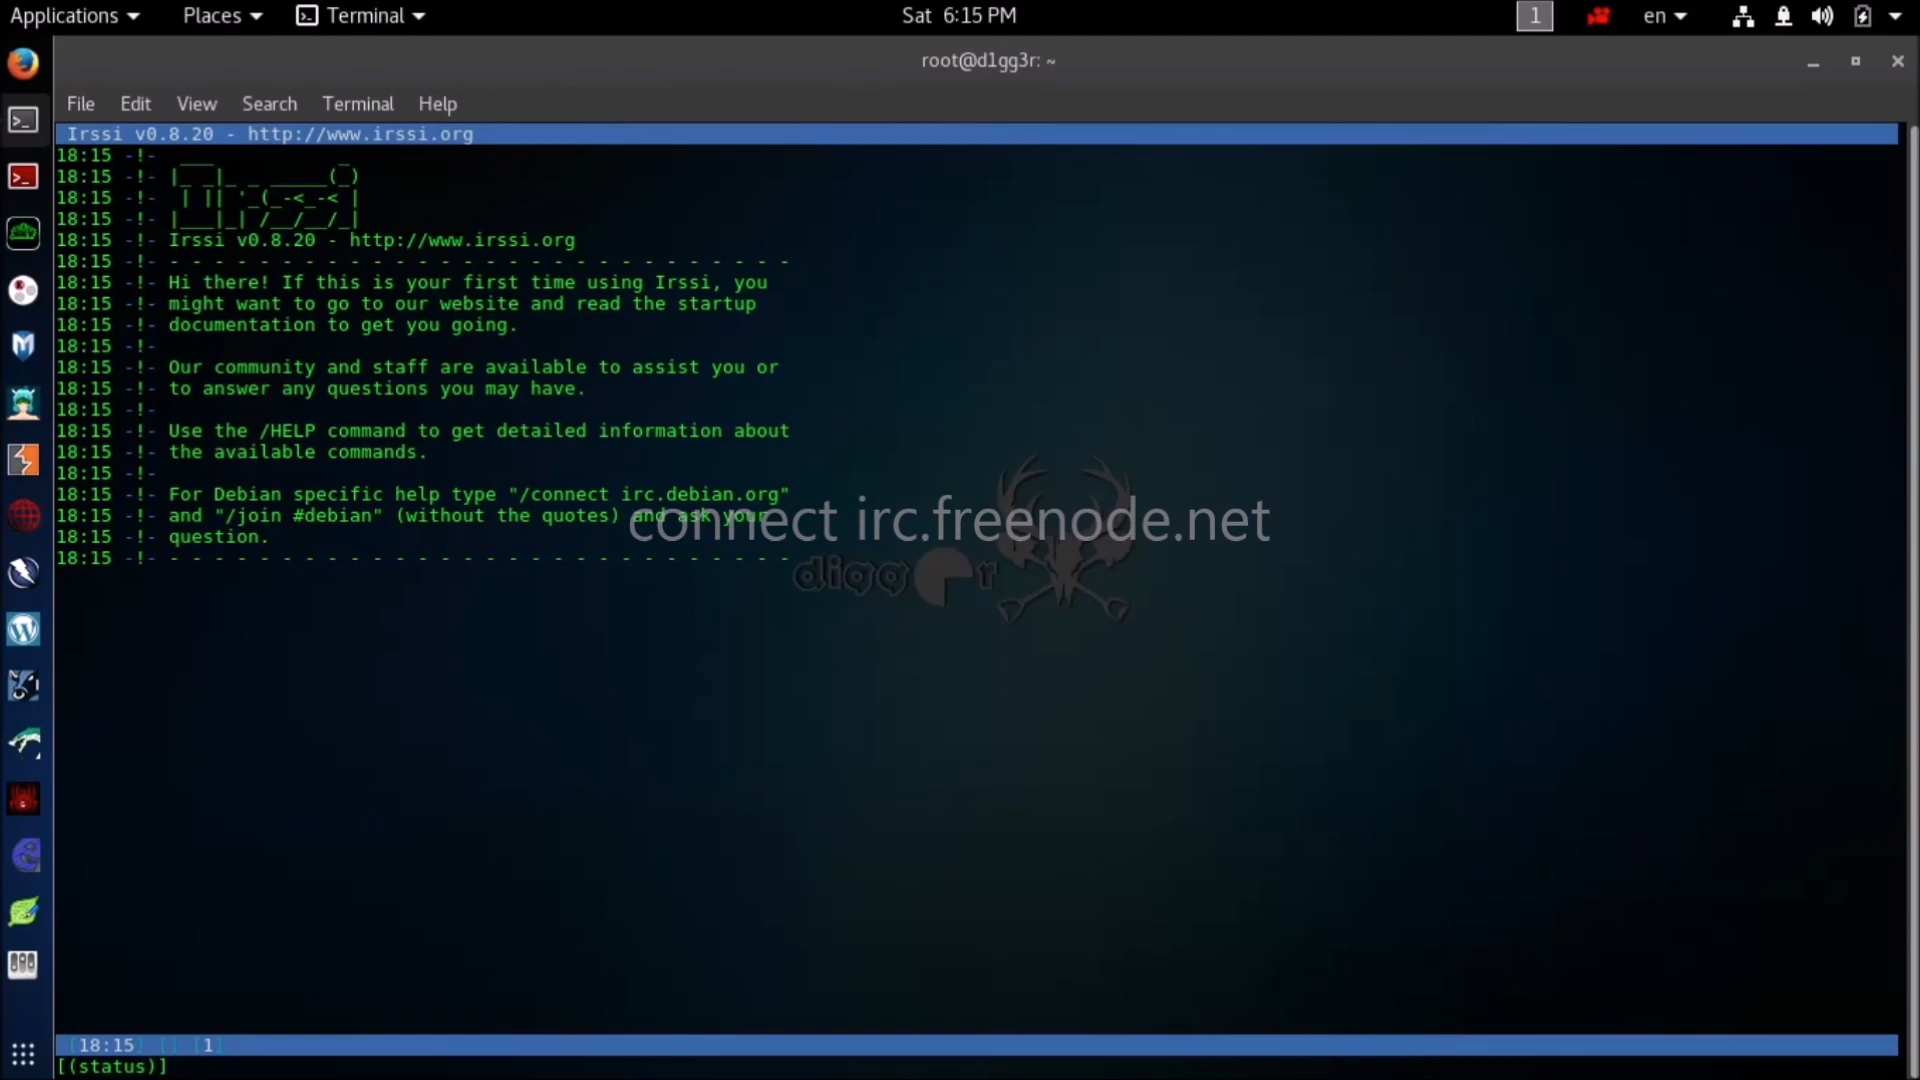 Applications Places Terminal Sat 6:15 PM 1 en
root@d1gg3r: ~
File Edit View Search Terminal Help
Irssi v0.8.20 - http://www.irssi.org
18:15 -!-  ___           _
18:15 -!- |_ _|_ _ _____(_)
18:15 -!-  | || '_(_-<_-< |
18:15 -!- |___|_| /__/__/_|
18:15 -!- Irssi v0.8.20 - http://www.irssi.org
18:15 -!- - - - - - - - - - - - - - - - - - - - - - - - - - - - -
18:15 -!- Hi there! If this is your first time using Irssi, you
18:15 -!- might want to go to our website and read the startup
18:15 -!- documentation to get you going.
18:15 -!-
18:15 -!- Our community and staff are available to assist you or
18:15 -!- to answer any questions you may have.
18:15 -!-
18:15 -!- Use the /HELP command to get detailed information about
18:15 -!- the available commands.
18:15 -!-
18:15 -!- For Debian specific help type "/connect irc.debian.org"
18:15 -!- and "/join #debian" (without the quotes) and ask your
18:15 -!- question.
18:15 -!- - - - - - - - - - - - - - - - - - - - - - - - - - - - -
connect irc.freenode.net
digg r
[18:15] [] [1]
[(status)]